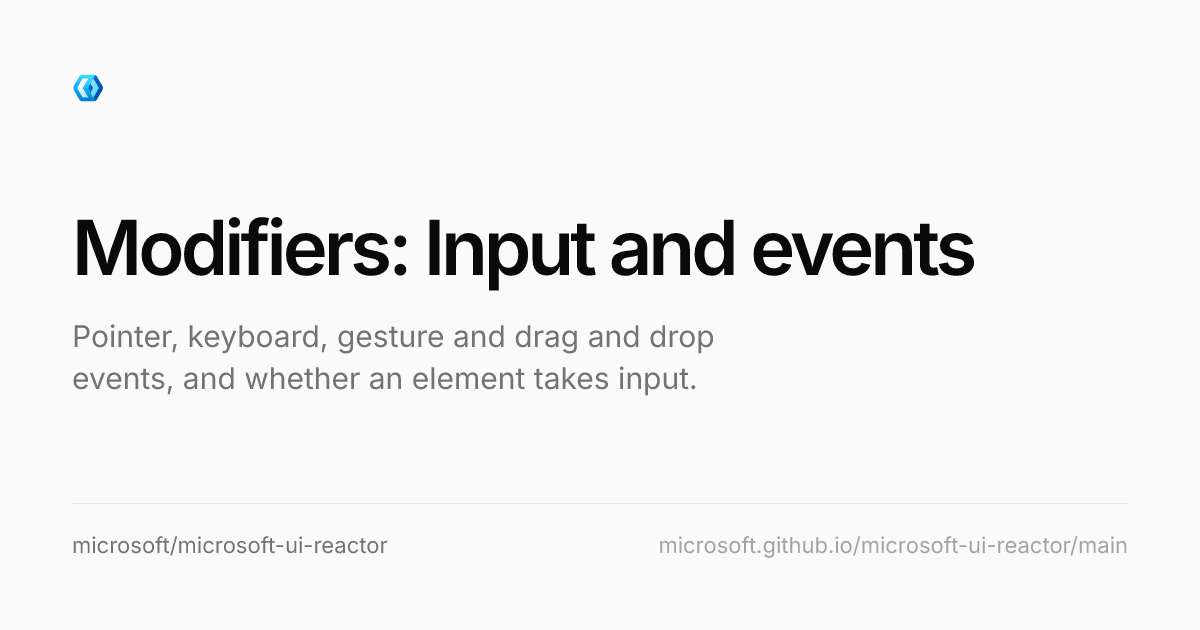 Modifiers: Input and events
Pointer, keyboard, gesture and drag and drop
events, and whether an element takes input.
microsoft/microsoft-ui-reactor
microsoft.github.io/microsoft-ui-reactor/main